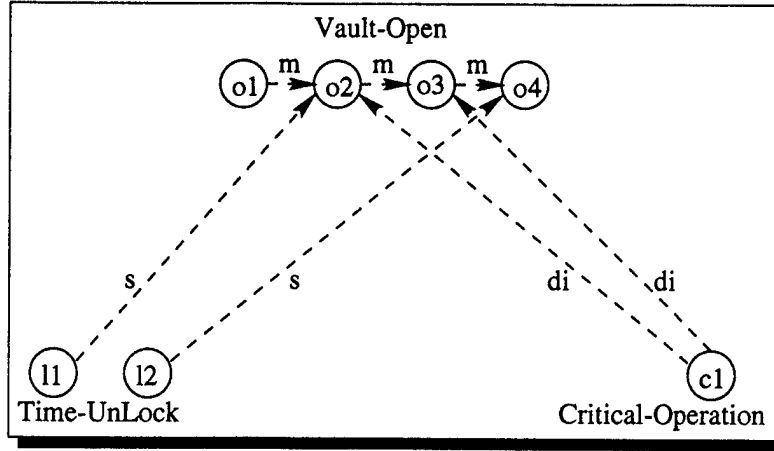 Vault-Open
m m m
o1 o2 o3 o4
s s di di
l1 l2 c1
Time-UnLock Critical-Operation